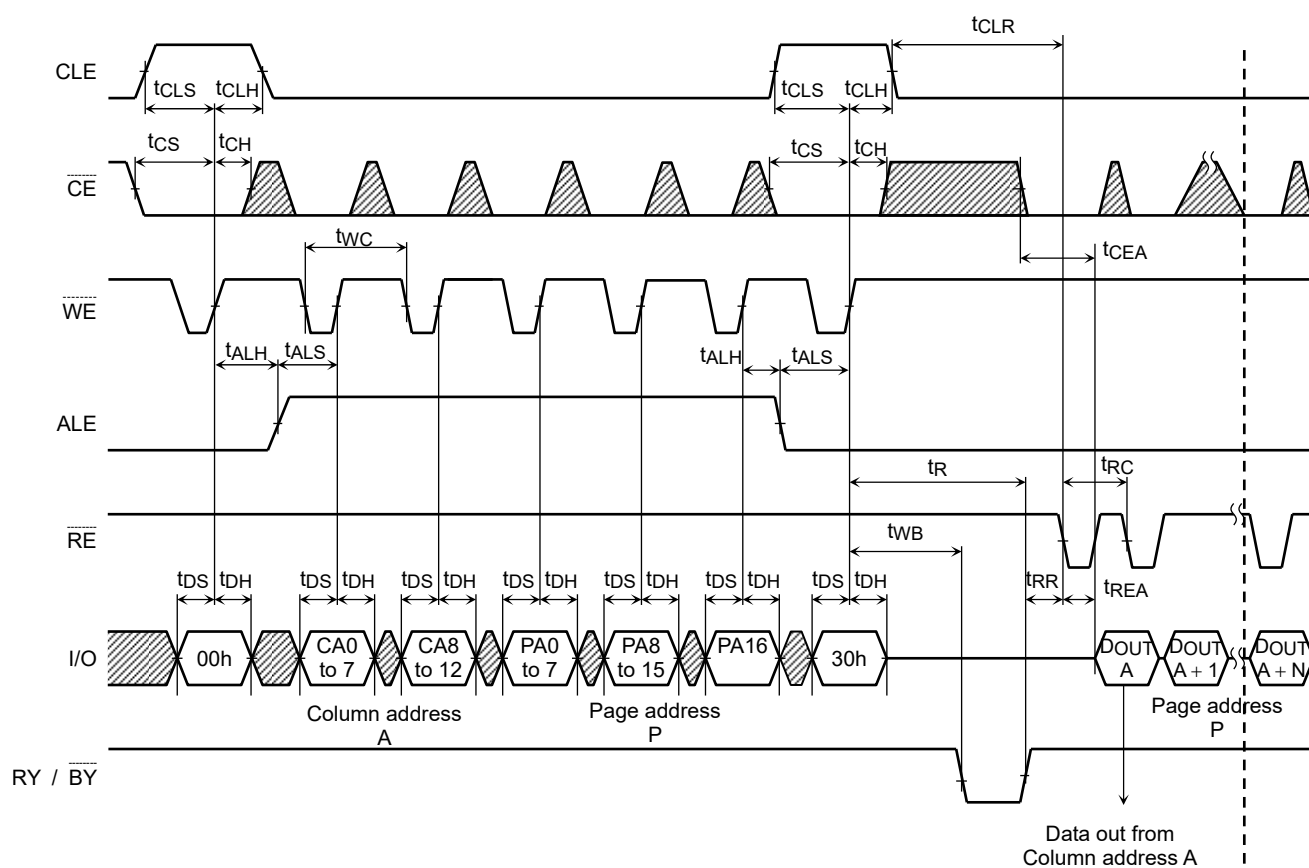 tCLR
CLE
tCLS tCLH tCLS tCLH
tCS tCH tCS tCH
CE
tWC
tCEA
WE
tALH tALS tALH tALS
ALE
tR tRC
RE
tWB
tDS tDH tDS tDH tDS tDH tDS tDH tDS tDH tDS tDH tDS tDH tRR tREA
I/O 00h CA0 to 7 CA8 to 12 PA0 to 7 PA8 to 15 PA16 30h DOUT A DOUT A + 1 DOUT A + N
Column address
A
Page address
P
Page address
P
RY / BY
Data out from
Column address A